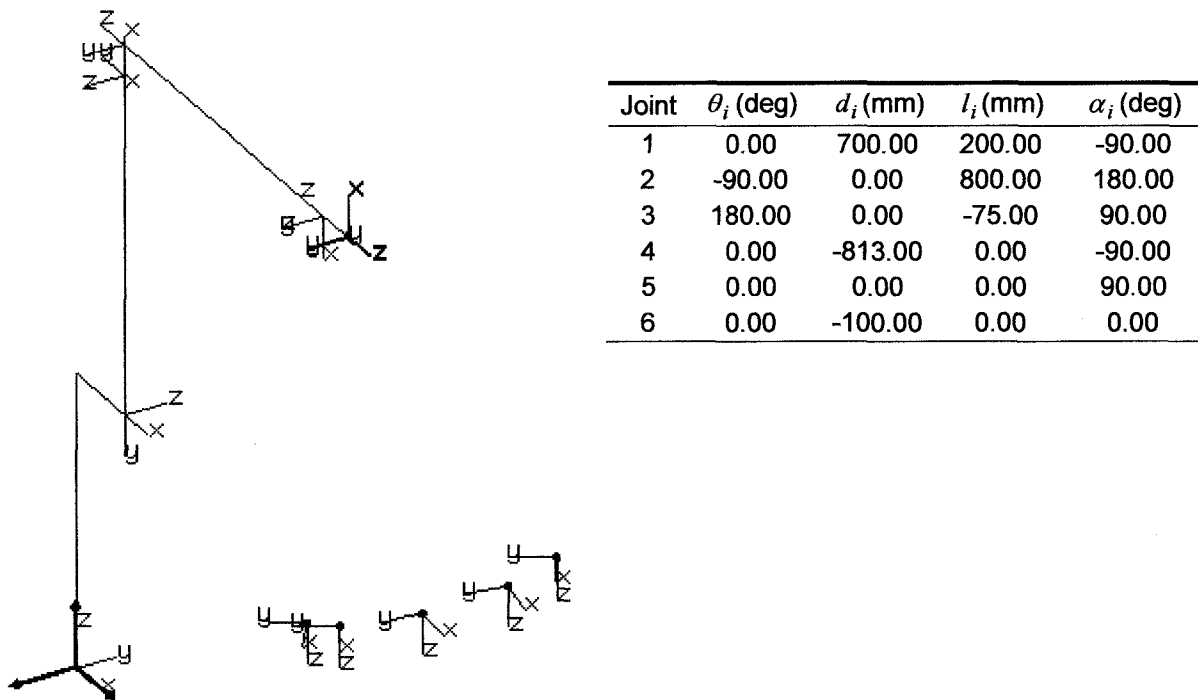 z x
y y
z x
z x
y
y x z
z
x
y
Joint θi (deg) di (mm) li (mm) αi (deg)
1 0.00 700.00 200.00 -90.00
2 -90.00 0.00 800.00 180.00
3 180.00 0.00 -75.00 90.00
4 0.00 -813.00 0.00 -90.00
5 0.00 0.00 0.00 90.00
6 0.00 -100.00 0.00 0.00
y
x
z
y
x
z
y
x
z
y y
x x
z z
z
y
x